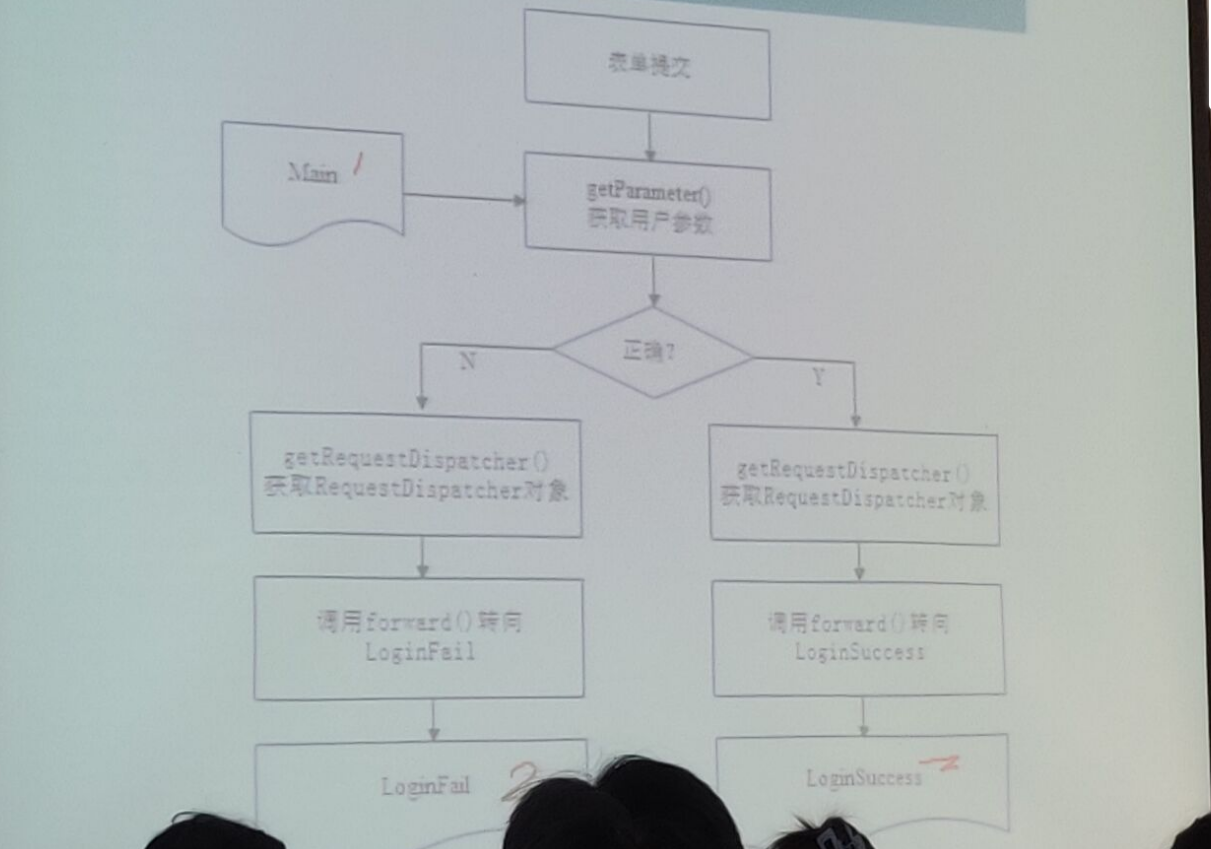 表单提交
Main 1
getParameter()
获取用户参数
正确?
N
Y
getRequestDispatcher()
获取RequestDispatcher对象
getRequestDispatcher()
获取RequestDispatcher对象
调用forward()转向
LoginFail
调用forward()转向
LoginSuccess
LoginFail 2
LoginSuccess